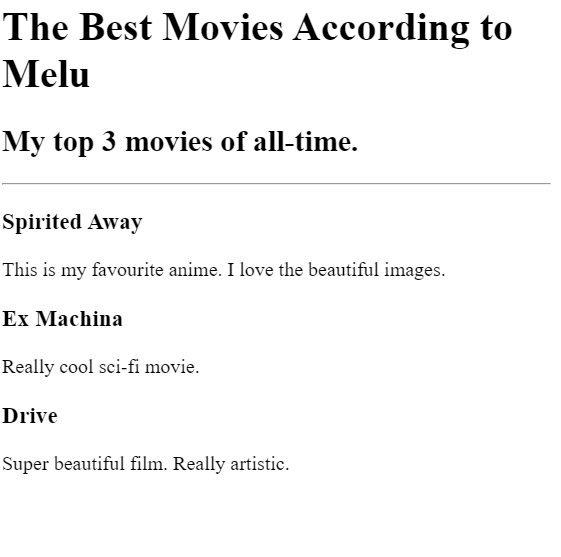 The Best Movies According to
Melu
My top 3 movies of all-time.
Spirited Away
This is my favourite anime. I love the beautiful images.
Ex Machina
Really cool sci-fi movie.
Drive
Super beautiful film. Really artistic.